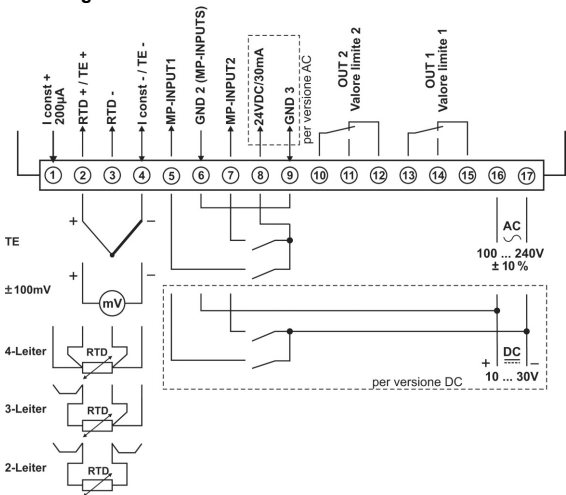 I const +
200µA
RTD + / TE +
RTD -
I const - / TE -
MP-INPUT1
GND 2 (MP-INPUTS)
MP-INPUT2
24VDC/30mA
GND 3
per versione AC
OUT 2
Valore limite 2
OUT 1
Valore limite 1
1 2 3 4 5 6 7 8 9 10 11 12 13 14 15 16 17
+ –
TE
AC
100 ... 240V
± 10 %
+ –
±100mV
mV
4-Leiter
RTD
+ DC –
10 ... 30V
per versione DC
3-Leiter
RTD
2-Leiter
RTD